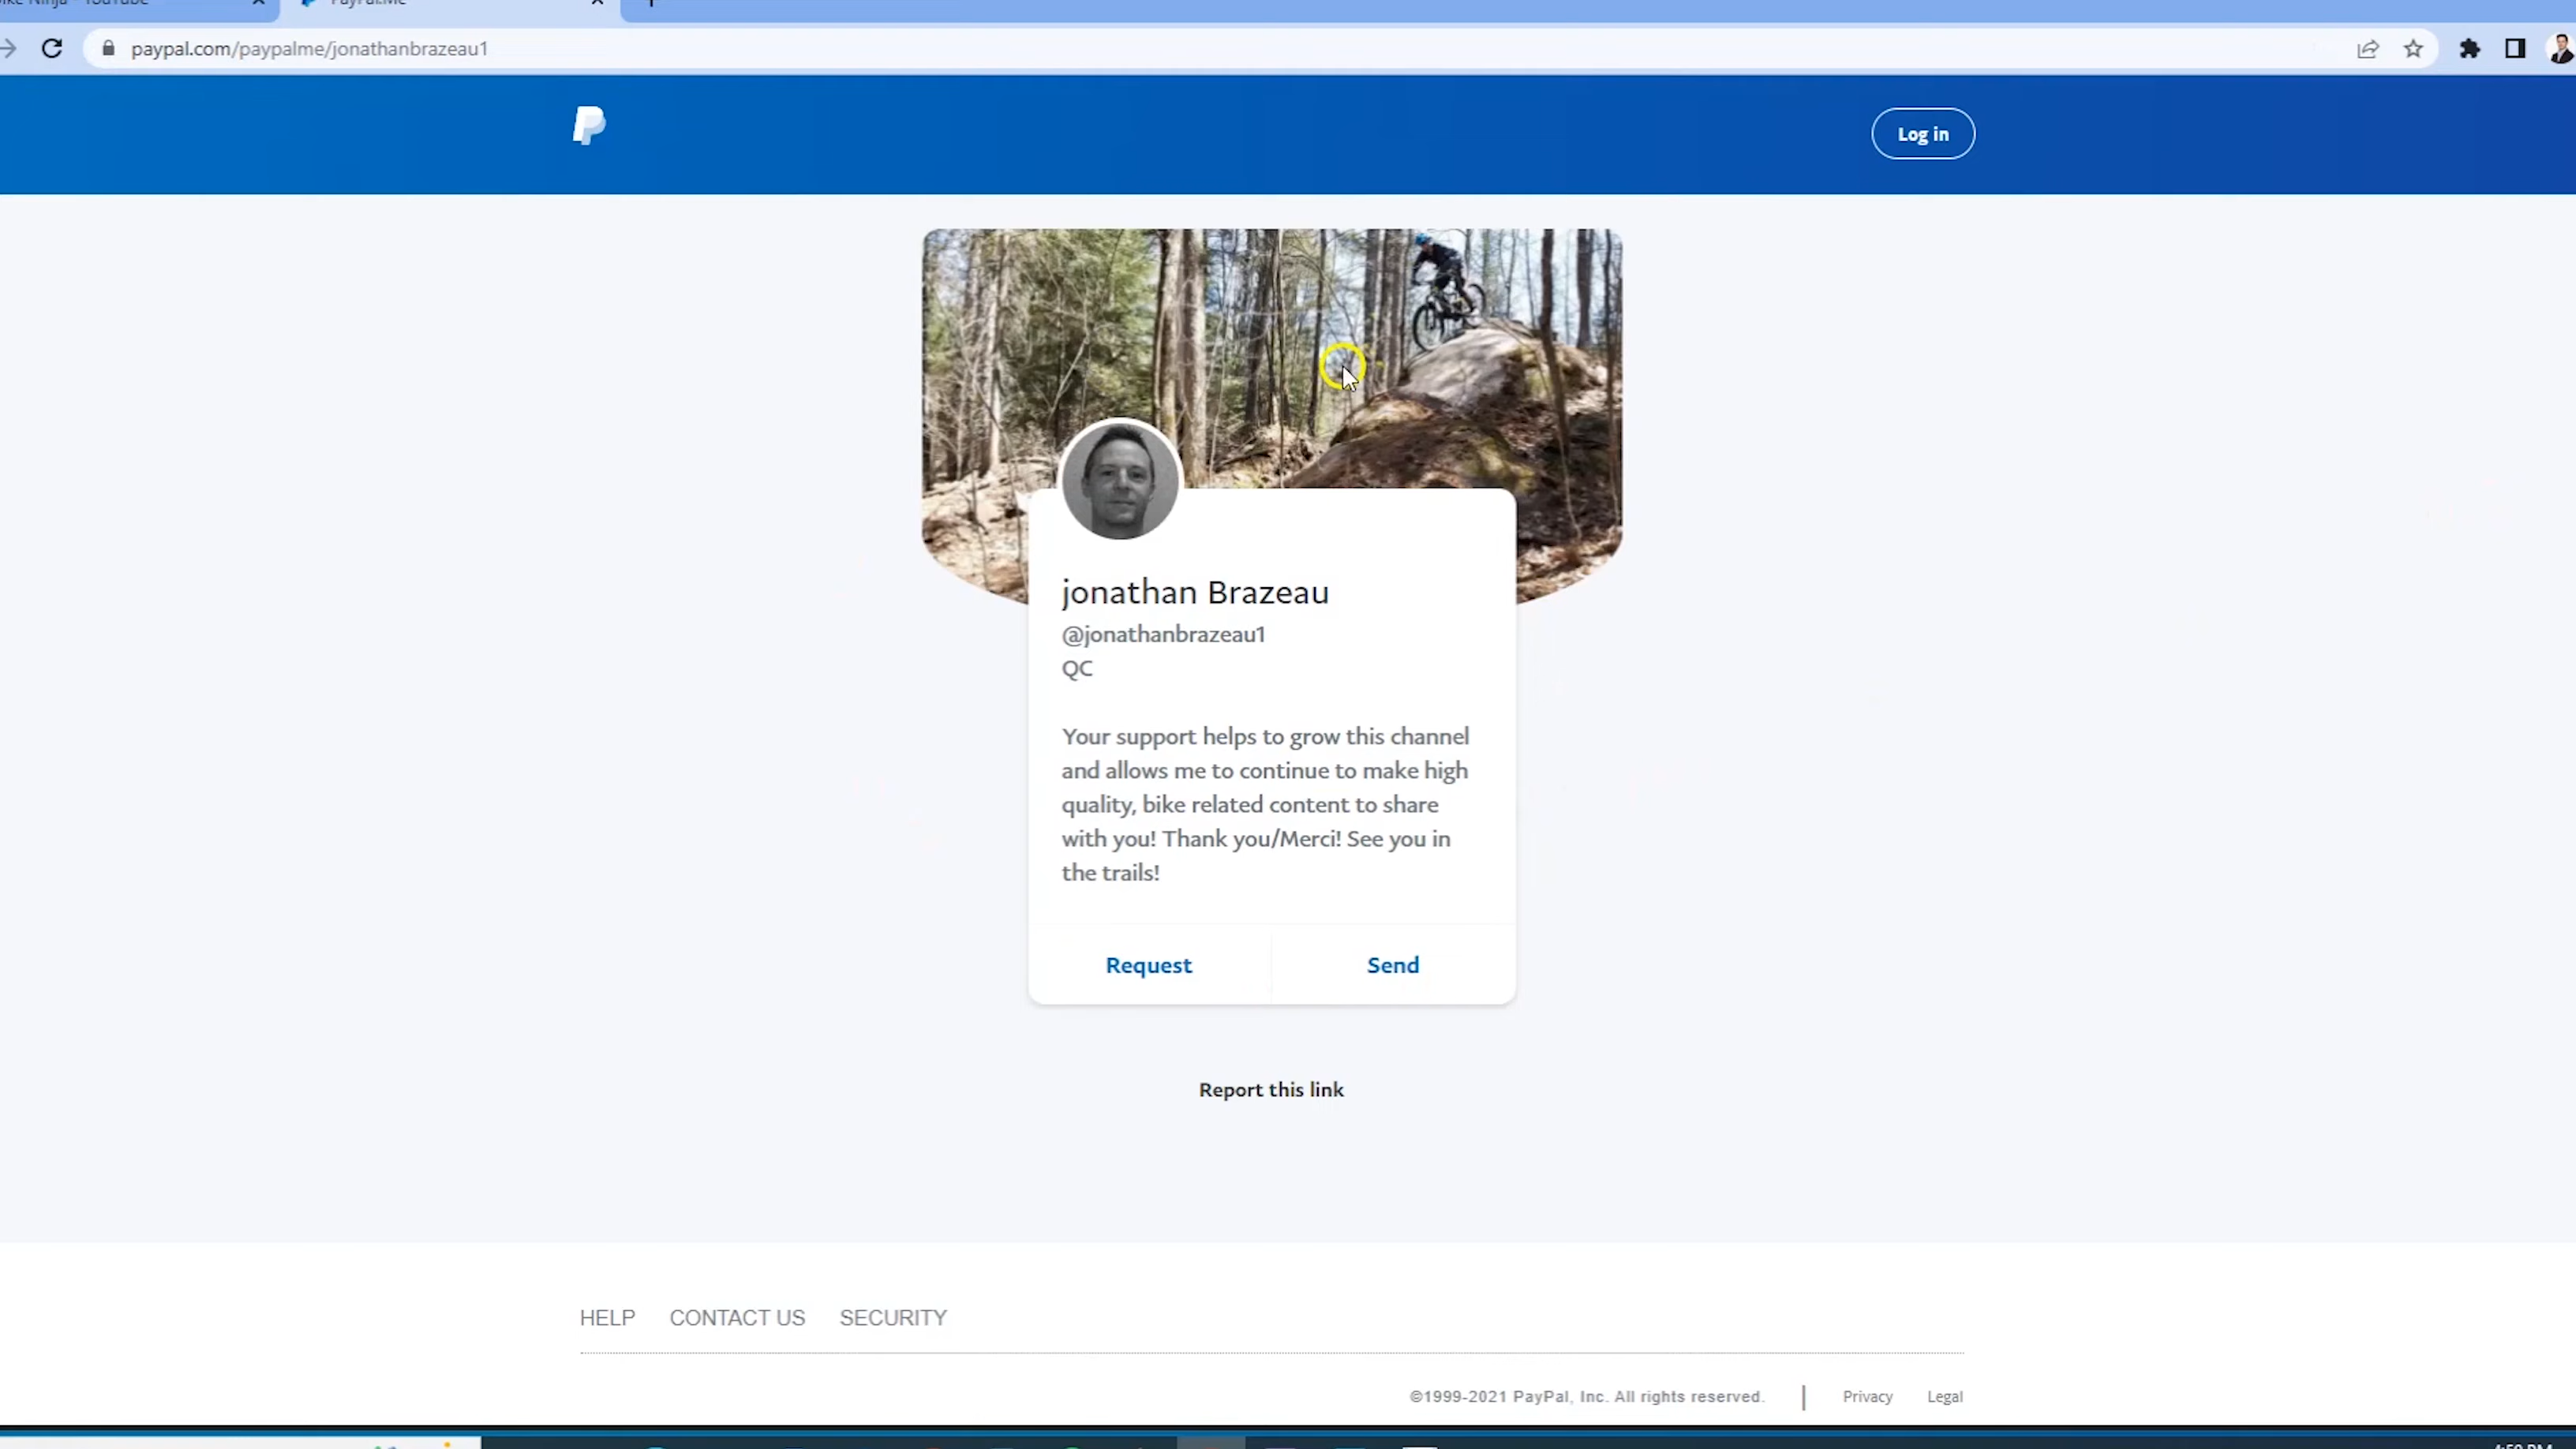 PayPal.Me
paypal.com/paypalme/jonathanbrazeau1
Log in
jonathan Brazeau
@jonathanbrazeau1
QC
Your support helps to grow this channel
and allows me to continue to make high
quality, bike related content to share
with you! Thank you/Merci! See you in
the trails!
Request Send
Report this link
HELP CONTACT US SECURITY
©1999-2021 PayPal, Inc. All rights reserved. | Privacy Legal